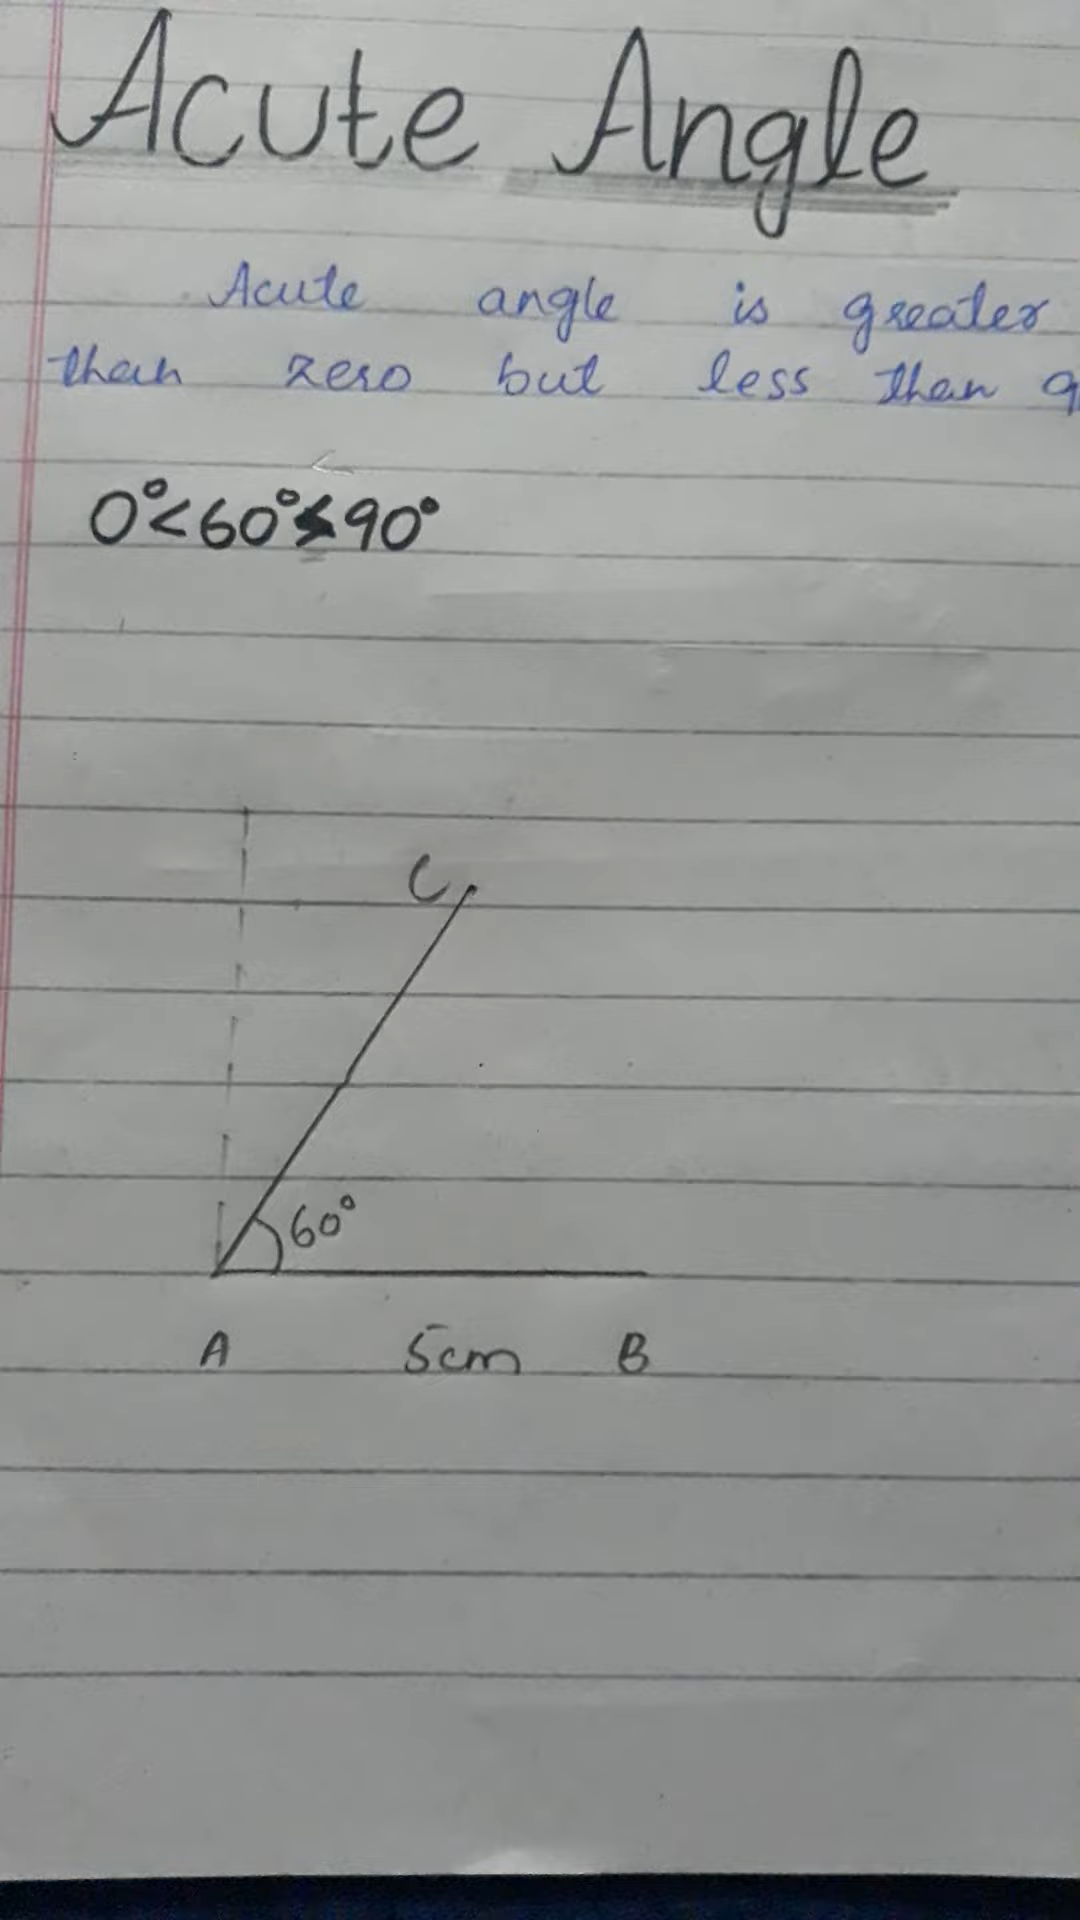 Acute Angle
Acute angle is greater
than zero but less than
0°<60°<90°
C
60°
A 5cm B